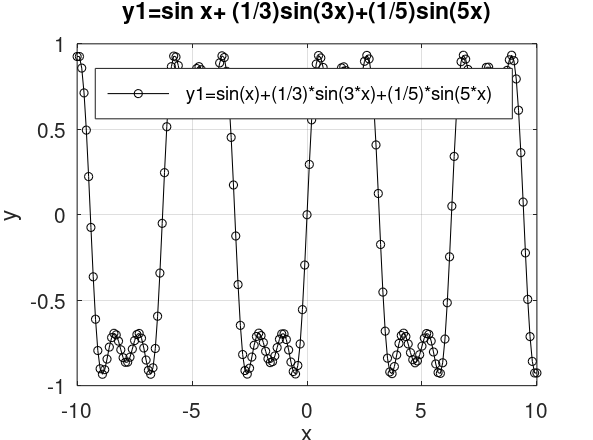 y1=sin x+ (1/3)sin(3x)+(1/5)sin(5x)
1
y1=sin(x)+(1/3)*sin(3*x)+(1/5)*sin(5*x)
0.5
y
0
-0.5
-1
-10 -5 0 5 10
x